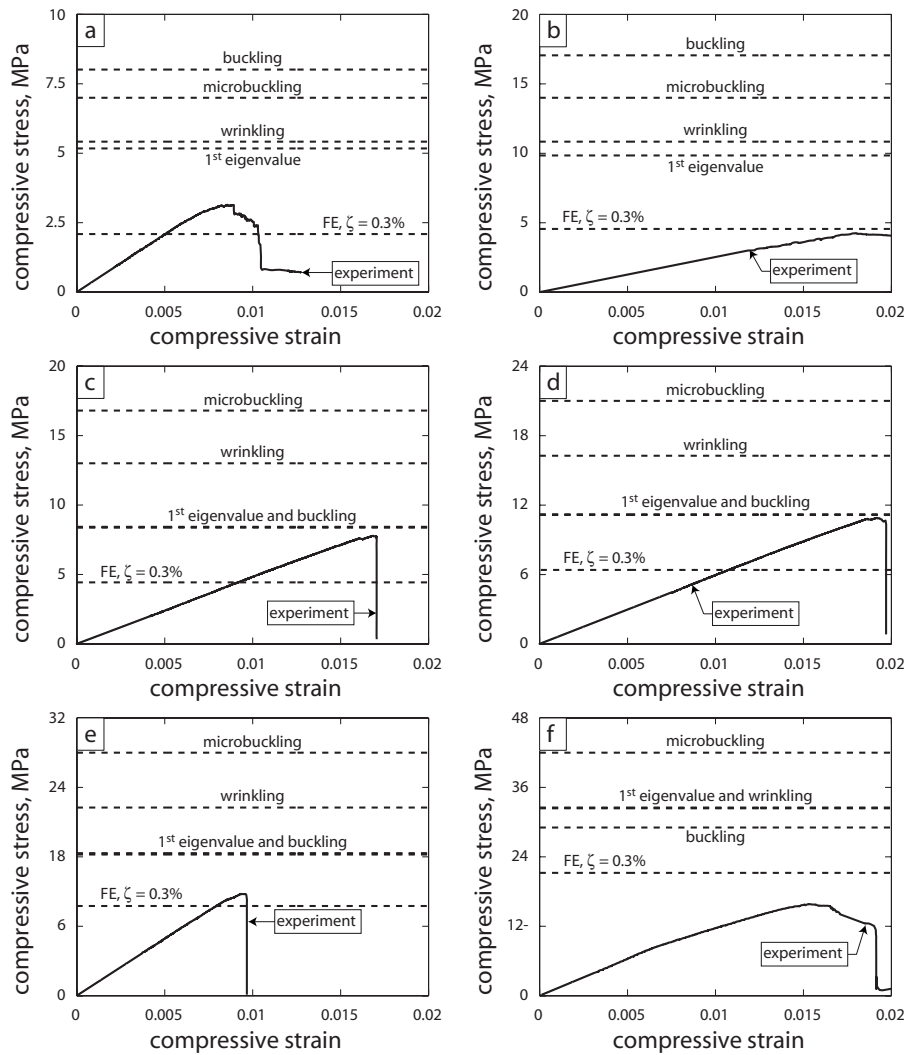 a
10
7.5
5
2.5
0
compressive stress, MPa
buckling
microbuckling
wrinkling
1st eigenvalue
FE, ζ = 0.3%
experiment
0 0.005 0.01 0.015 0.02
compressive strain
b
20
15
10
5
0
compressive stress, MPa
buckling
microbuckling
wrinkling
1st eigenvalue
FE, ζ = 0.3%
experiment
0 0.005 0.01 0.015 0.02
compressive strain
c
20
15
10
5
0
compressive stress, MPa
microbuckling
wrinkling
1st eigenvalue and buckling
FE, ζ = 0.3%
experiment
0 0.005 0.01 0.015 0.02
compressive strain
d
24
18
12
6
0
compressive stress, MPa
microbuckling
wrinkling
1st eigenvalue and buckling
FE, ζ = 0.3%
experiment
0 0.005 0.01 0.015 0.02
compressive strain
e
32
24
18
6
0
compressive stress, MPa
microbuckling
wrinkling
1st eigenvalue and buckling
FE, ζ = 0.3%
experiment
0 0.005 0.01 0.015 0.02
compressive strain
f
48
36
24
12-
0
compressive stress, MPa
microbuckling
1st eigenvalue and wrinkling
buckling
FE, ζ = 0.3%
experiment
0 0.005 0.01 0.015 0.02
compressive strain